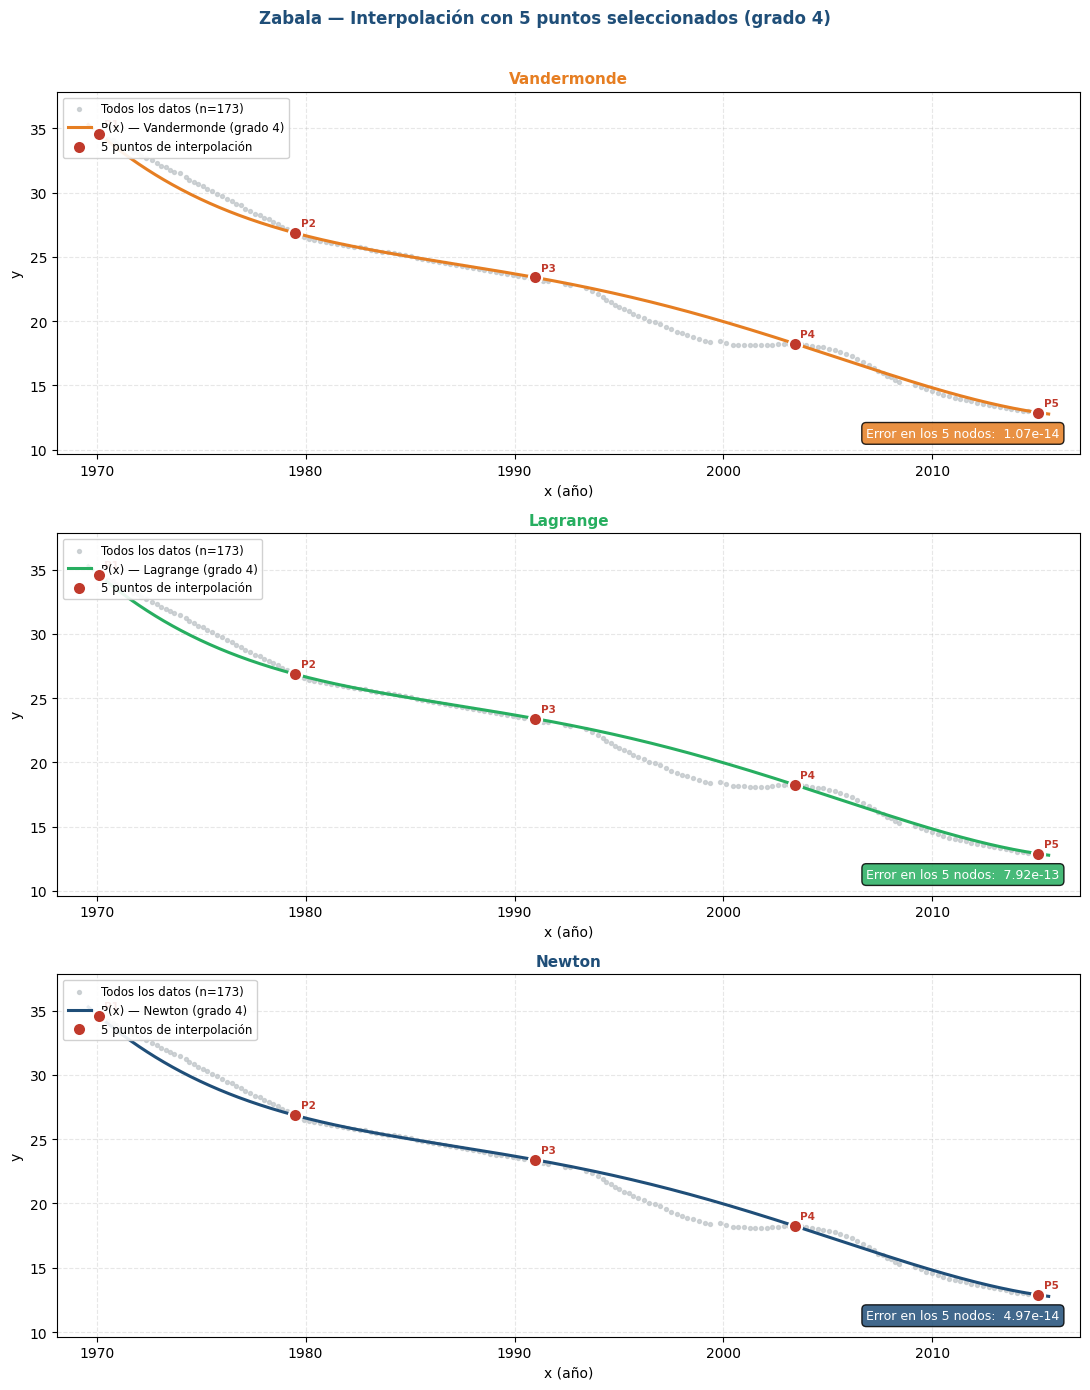 Zabala — Interpolación con 5 puntos seleccionados (grado 4)
Vandermonde
Todos los datos (n=173)
P(x) — Vandermonde (grado 4)
5 puntos de interpolación
35
30
25
20
15
10
y
P2
P3
P4
P5
Error en los 5 nodos: 1.07e-14
1970
1980
1990
2000
2010
x (año)
Lagrange
Todos los datos (n=173)
P(x) — Lagrange (grado 4)
5 puntos de interpolación
35
30
25
20
15
10
y
P2
P3
P4
P5
Error en los 5 nodos: 7.92e-13
1970
1980
1990
2000
2010
x (año)
Newton
Todos los datos (n=173)
P(x) — Newton (grado 4)
5 puntos de interpolación
35
30
25
20
15
10
y
P2
P3
P4
P5
Error en los 5 nodos: 4.97e-14
1970
1980
1990
2000
2010
x (año)